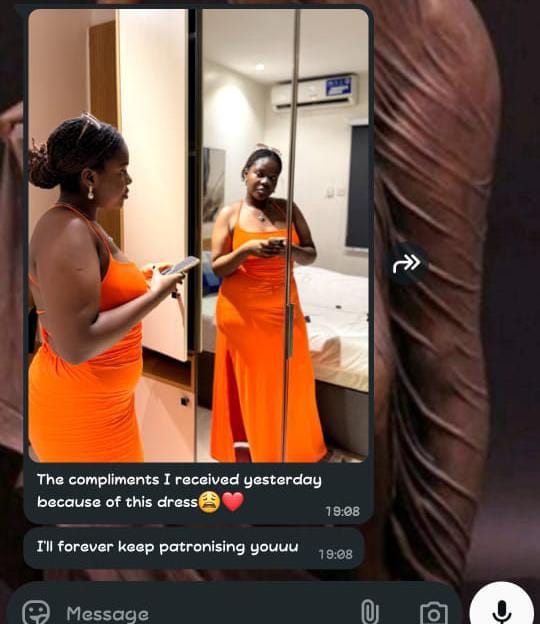 The compliments I received yesterday
because of this dress😩❤️
19:08
I'll forever keep patronising youuu
19:08
Message